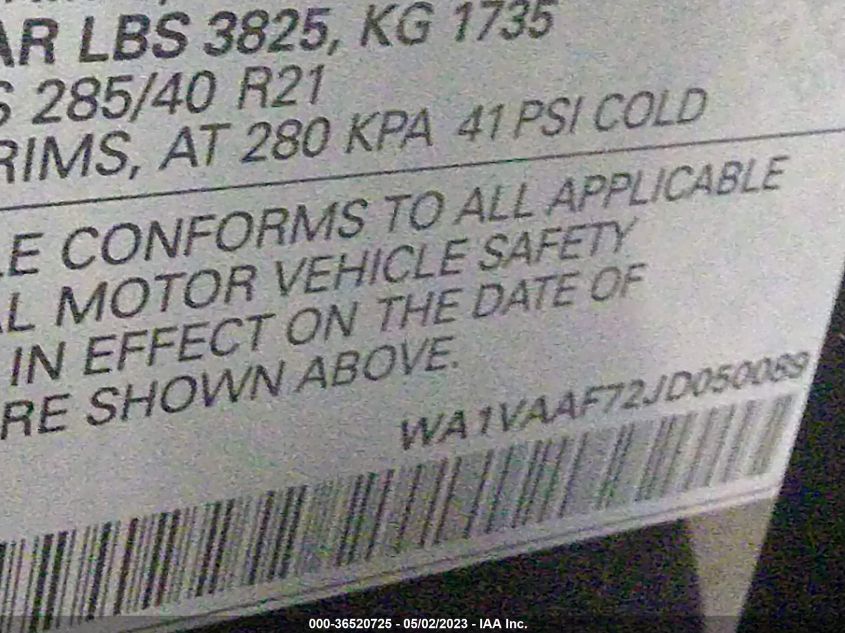 AR LBS 3825, KG 1735
S 285/40 R21
RIMS, AT 280 KPA 41 PSI COLD
LE CONFORMS TO ALL APPLICABLE
AL MOTOR VEHICLE SAFETY
IN EFFECT ON THE DATE OF
RE SHOWN ABOVE.
WA1VAAF72JD050089
000-36520725 - 05/02/2023 - IAA Inc.